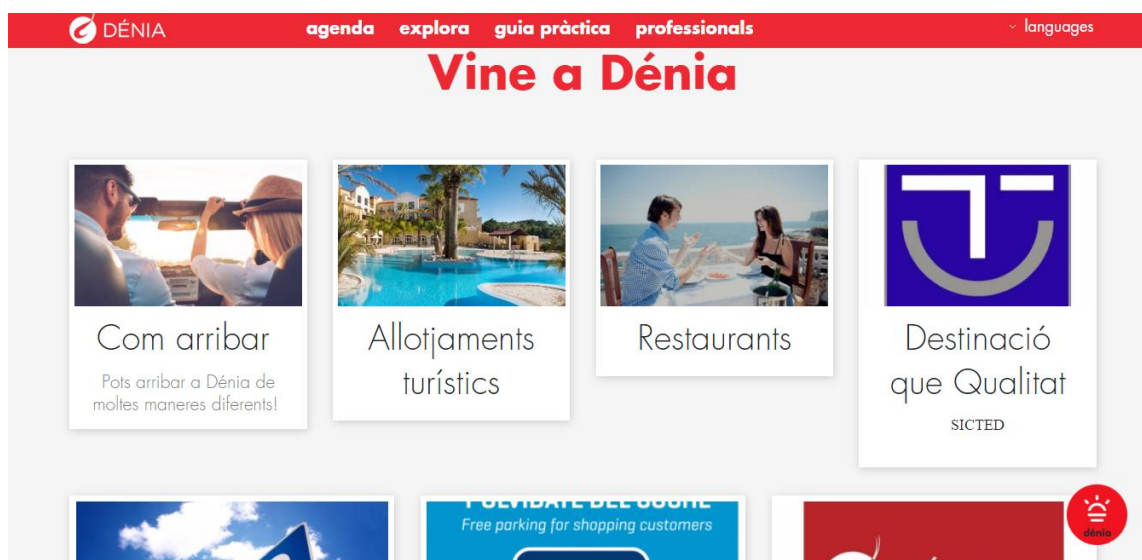 DÉNIA
agenda explora guia pràctica professionals
languages
Vine a Dénia
Com arribar
Pots arribar a Dénia de
moltes maneres diferents!
Allotjaments
turístics
Restaurants
Destinació
que Qualitat
SICTED
Free parking for shopping customers
dénia